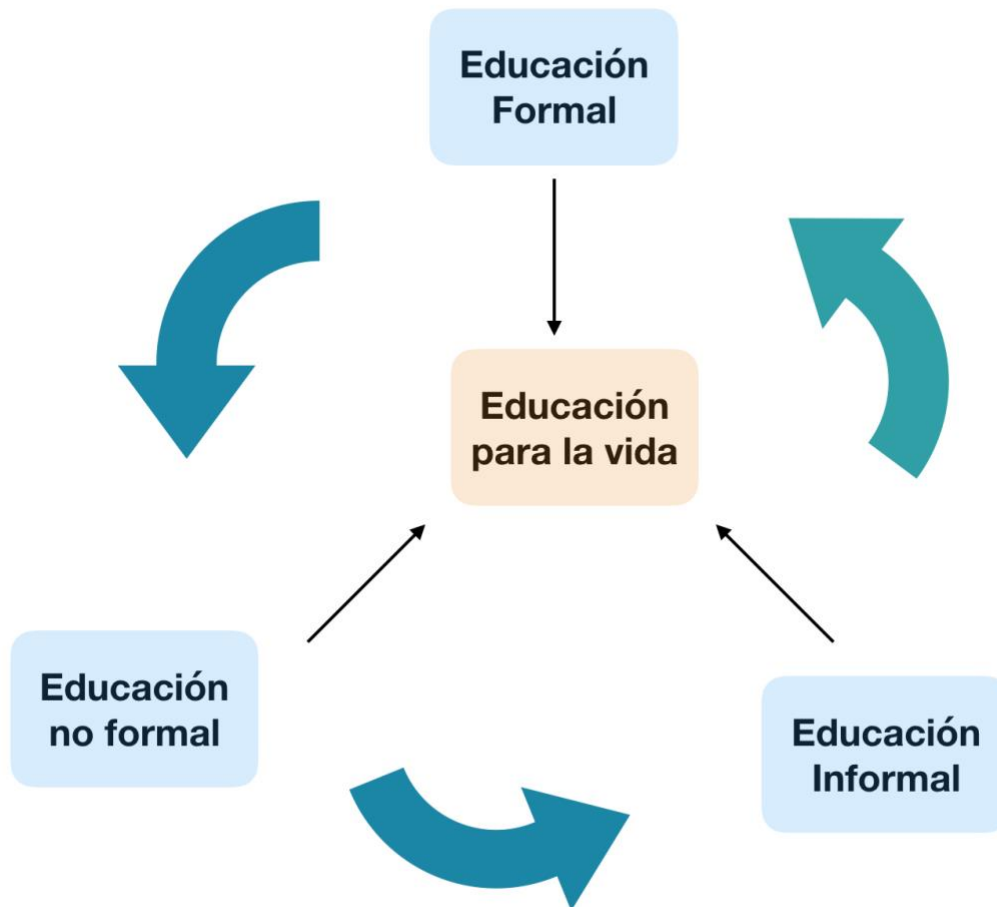 Educación
Formal
Educación
para la vida
Educación
no formal
Educación
Informal